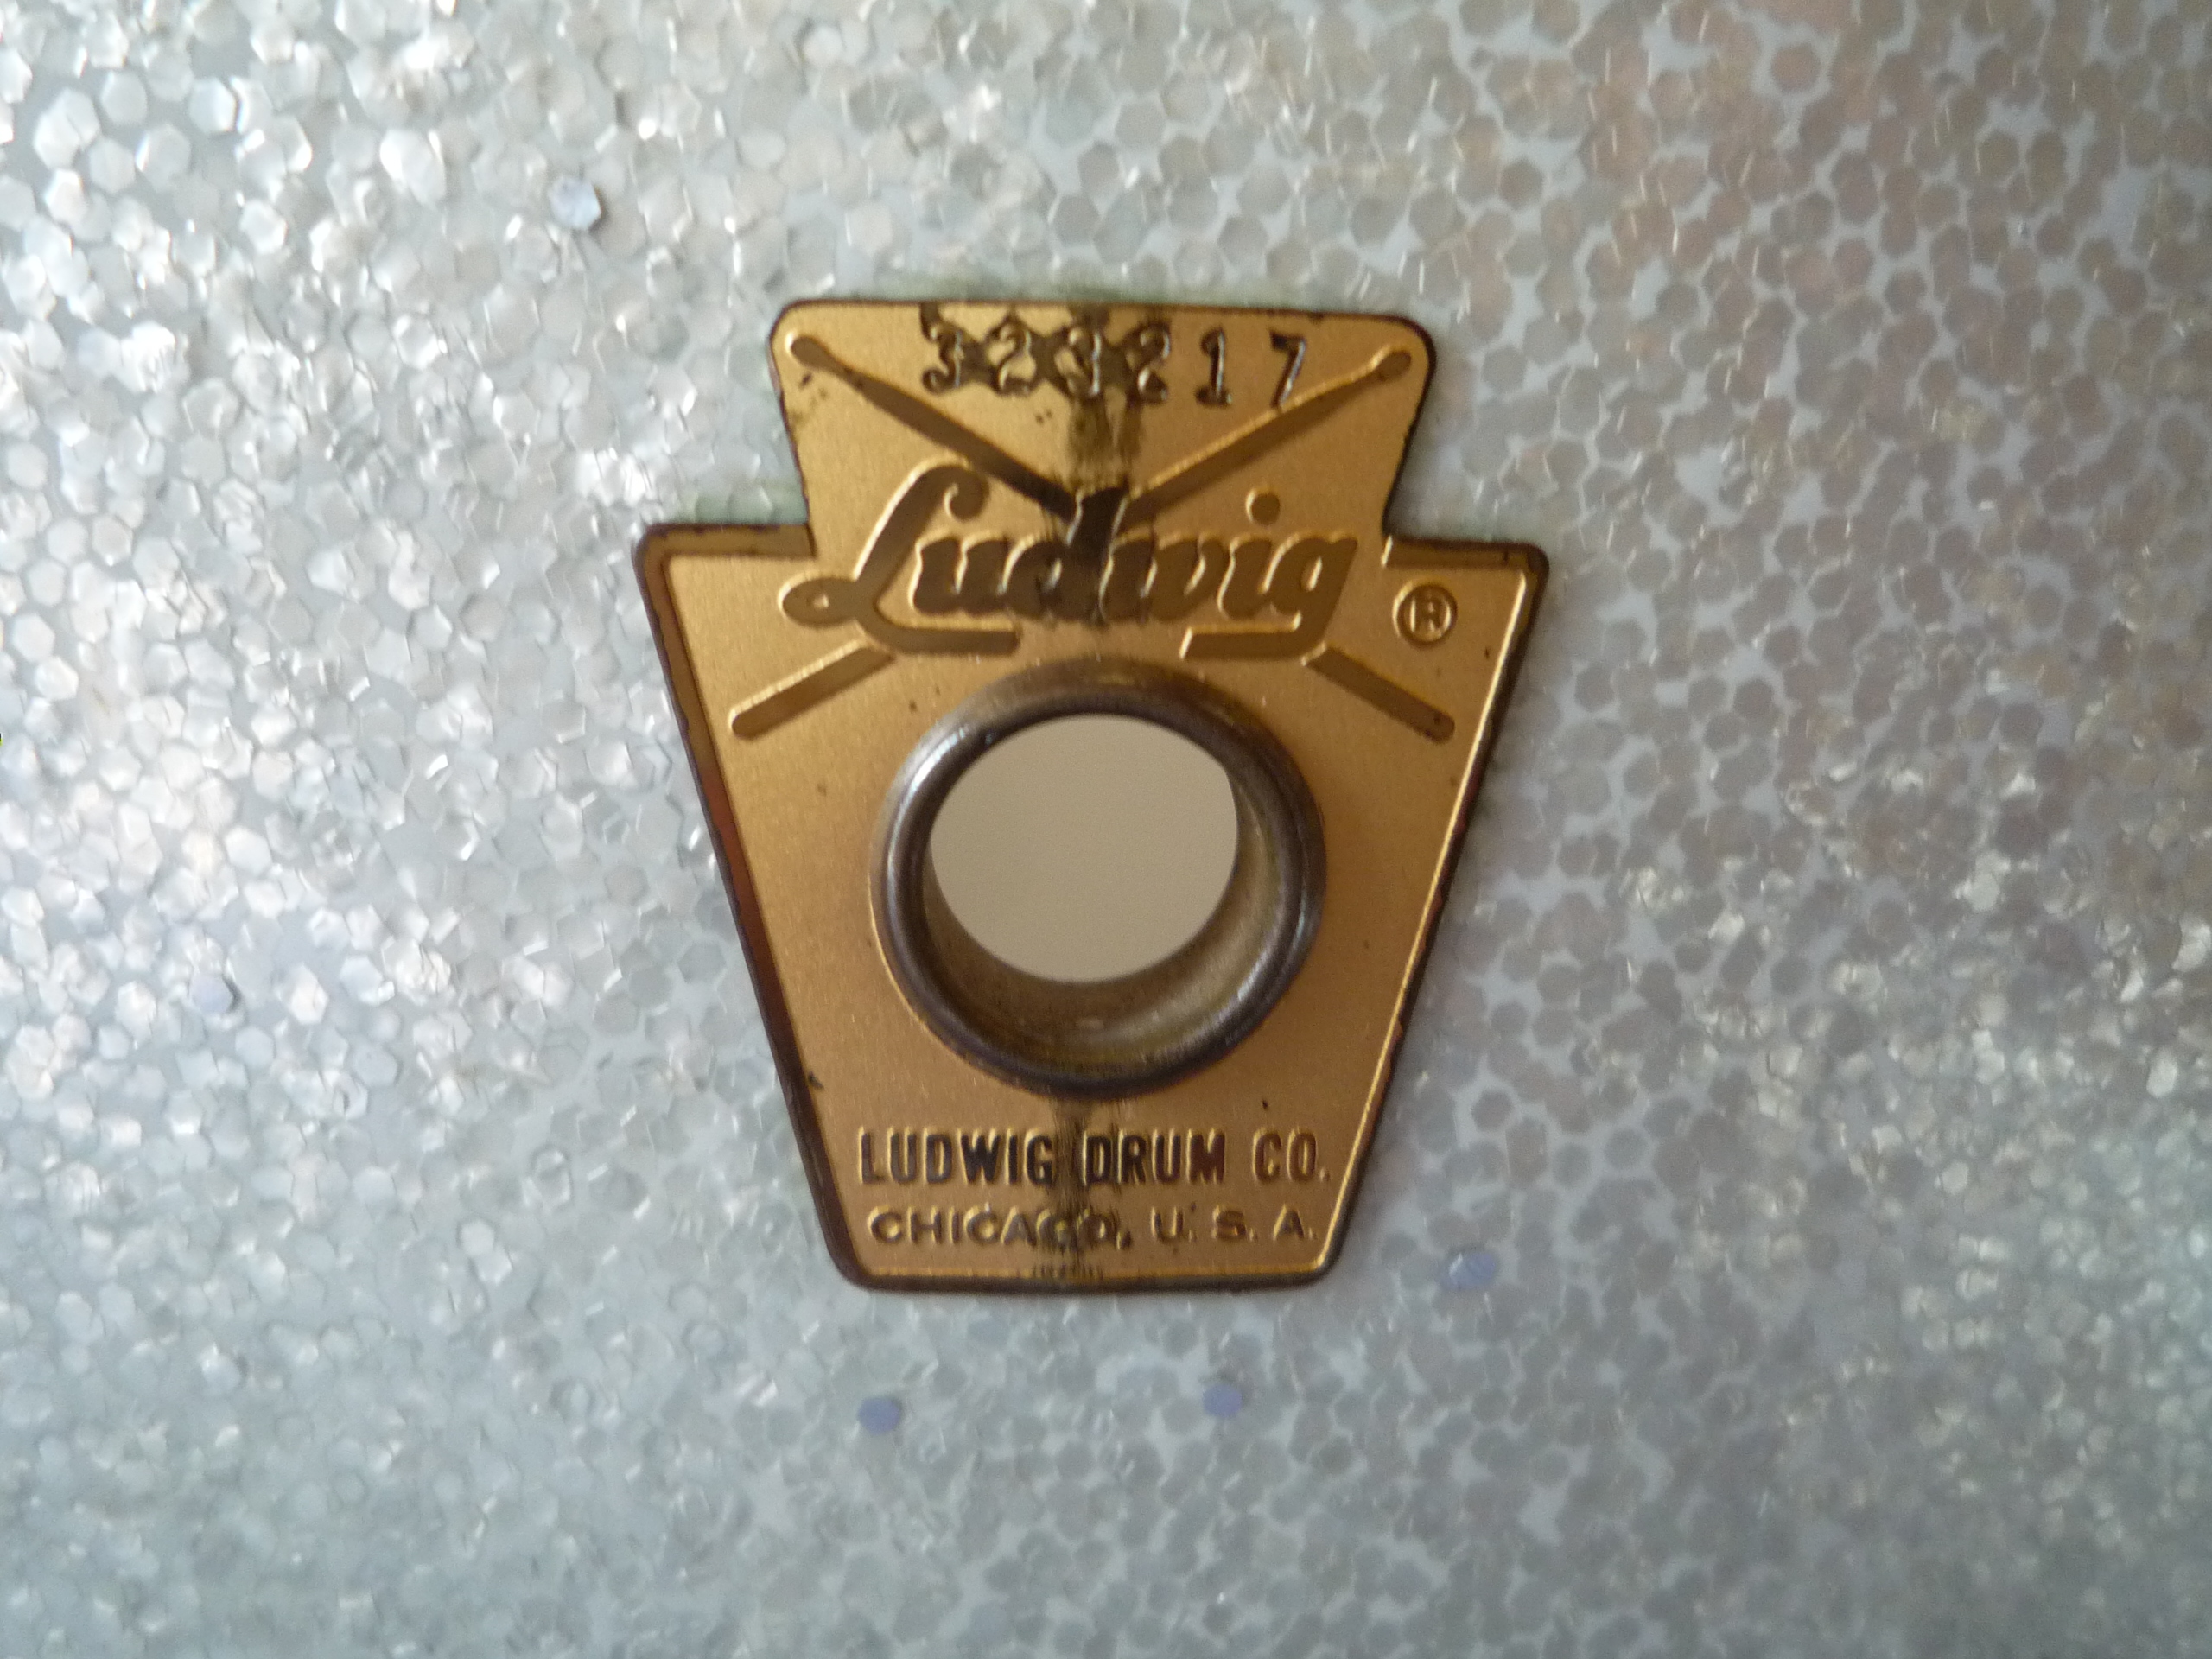 323217
Ludwig ®
LUDWIG DRUM CO.
CHICAGO, U.S.A.